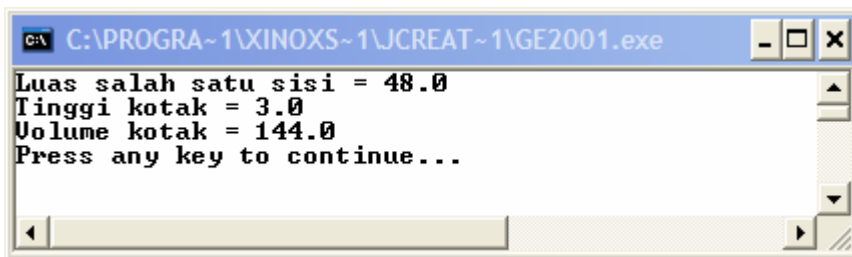 C:\PROGRA~1\XINOXS~1\JCREAT~1\GE2001.exe
Luas salah satu sisi = 48.0
Tinggi kotak = 3.0
Volume kotak = 144.0
Press any key to continue...